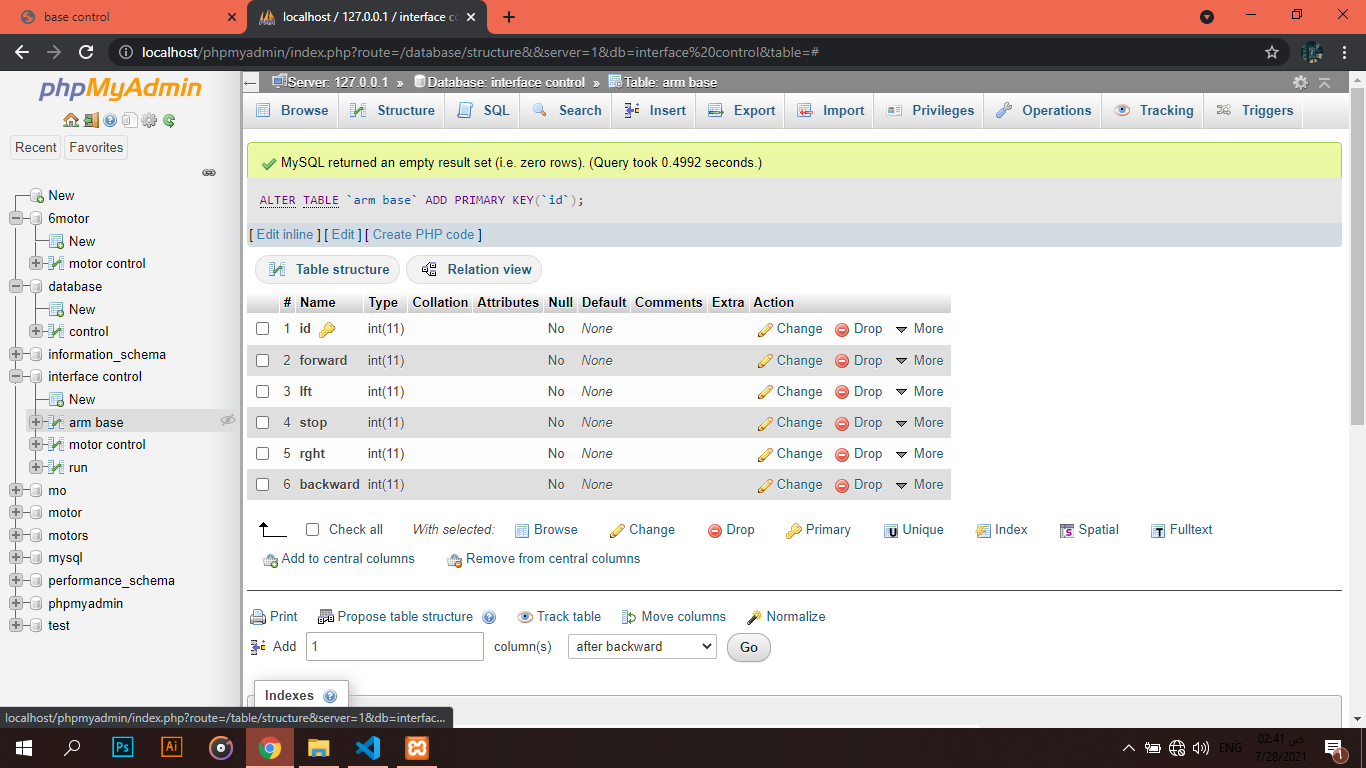 base control
localhost / 127.0.0.1 / interface co
localhost/phpmyadmin/index.php?route=/database/structure&&server=1&db=interface%20control&table=#
phpMyAdmin
Recent Favorites
New
6motor
New
motor control
database
New
control
information_schema
interface control
New
arm base
motor control
run
mo
motor
motors
mysql
performance_schema
phpmyadmin
test
Server: 127.0.0.1 » Database: interface control » Table: arm base
Browse Structure SQL Search Insert Export Import Privileges Operations Tracking Triggers
MySQL returned an empty result set (i.e. zero rows). (Query took 0.4992 seconds.)
ALTER TABLE `arm base` ADD PRIMARY KEY(`id`);
[ Edit inline ] [ Edit ] [ Create PHP code ]
Table structure Relation view
# Name Type Collation Attributes Null Default Comments Extra Action
1 id int(11) No None Change Drop More
2 forward int(11) No None Change Drop More
3 lft int(11) No None Change Drop More
4 stop int(11) No None Change Drop More
5 rght int(11) No None Change Drop More
6 backward int(11) No None Change Drop More
Check all With selected: Browse Change Drop Primary Unique Index Spatial Fulltext
Add to central columns Remove from central columns
Print Propose table structure Track table Move columns Normalize
Add 1 column(s) after backward Go
Indexes
localhost/phpmyadmin/index.php?route=/table/structure&server=1&db=interfac...
Ps Ai
ENG
02:41 ص
7/28/2021
1